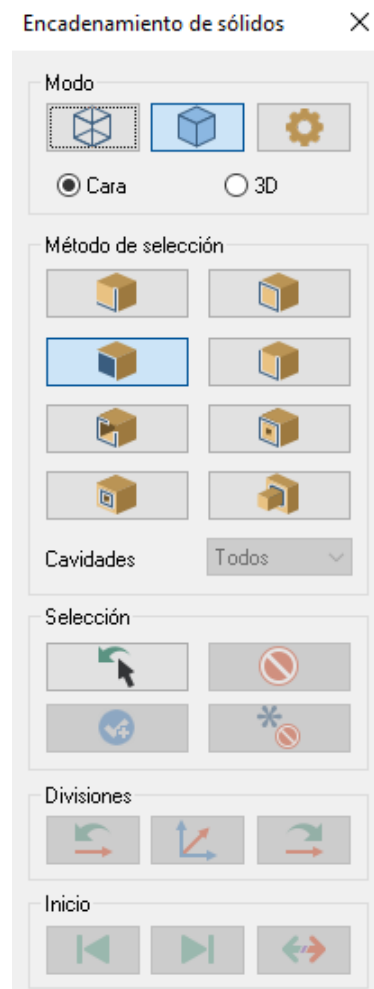 Encadenamiento de sólidos
Modo
Cara
3D
Método de selección
Cavidades
Todos
Selección
Divisiones
Inicio